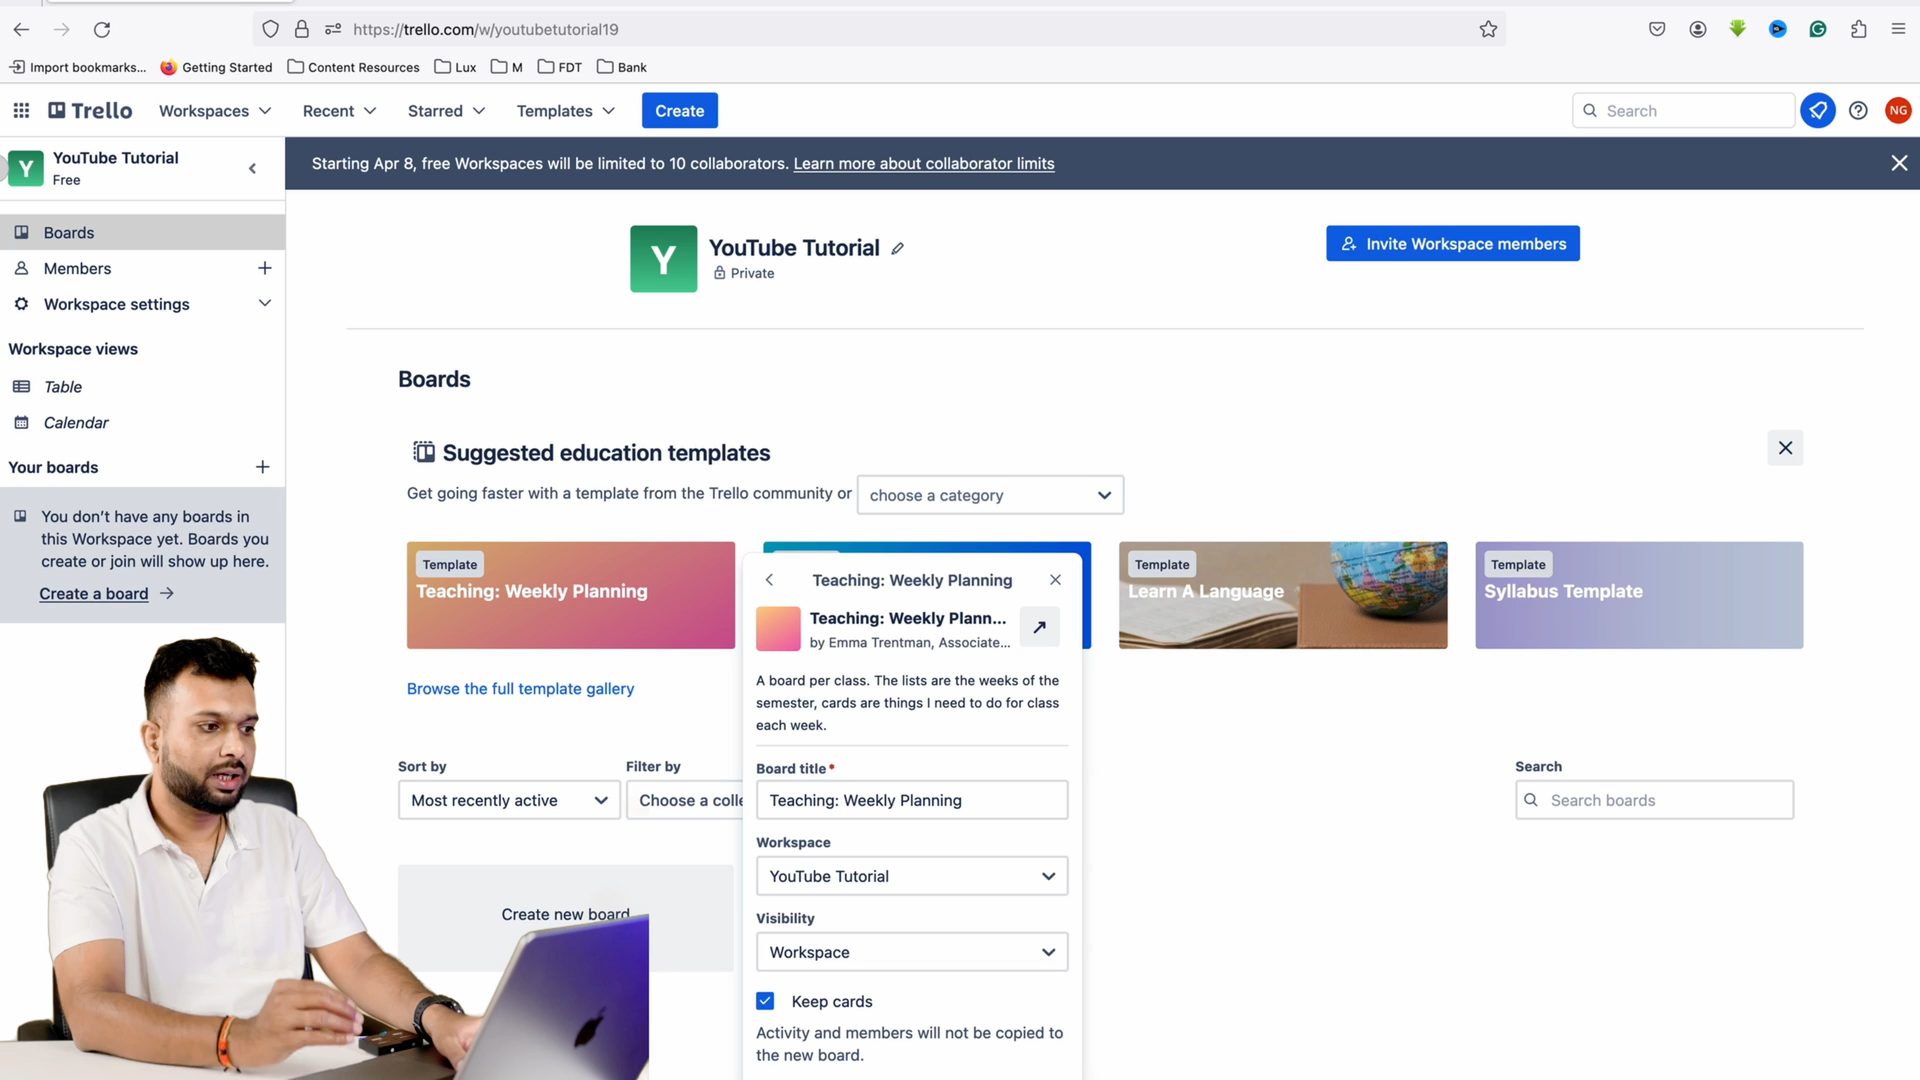 https://trello.com/w/youtubetutorial19
Import bookmarks...
Getting Started
Content Resources
Lux
M
FDT
Bank
Trello
Workspaces
Recent
Starred
Templates
Create
Search
NG
Y
YouTube Tutorial
Free
Starting Apr 8, free Workspaces will be limited to 10 collaborators. Learn more about collaborator limits
Boards
Members
Workspace settings
Workspace views
Table
Calendar
Your boards
You don't have any boards in
this Workspace yet. Boards you
create or join will show up here.
Create a board
Y
YouTube Tutorial
Private
Invite Workspace members
Boards
Suggested education templates
Get going faster with a template from the Trello community or
choose a category
Template
Teaching: Weekly Planning
Template
Learn A Language
Template
Syllabus Template
Browse the full template gallery
Sort by
Most recently active
Filter by
Choose a colle
Search
Search boards
Create new board
Teaching: Weekly Planning
Teaching: Weekly Plann...
by Emma Trentman, Associate...
A board per class. The lists are the weeks of the
semester, cards are things I need to do for class
each week.
Board title*
Teaching: Weekly Planning
Workspace
YouTube Tutorial
Visibility
Workspace
Keep cards
Activity and members will not be copied to
the new board.